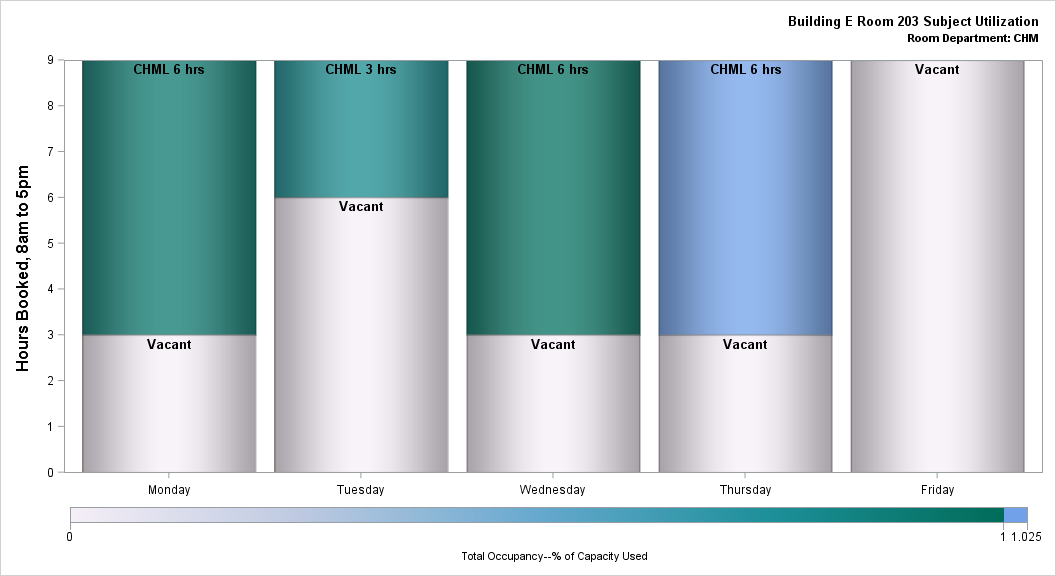 Building E Room 203 Subject Utilization
Room Department: CHM
Hours Booked, 8am to 5pm
9
8
7
6
5
4
3
2
1
0
CHML 6 hrs
CHML 3 hrs
CHML 6 hrs
CHML 6 hrs
Vacant
Vacant
Vacant
Vacant
Vacant
Monday
Tuesday
Wednesday
Thursday
Friday
0
1
1.025
Total Occupancy--% of Capacity Used